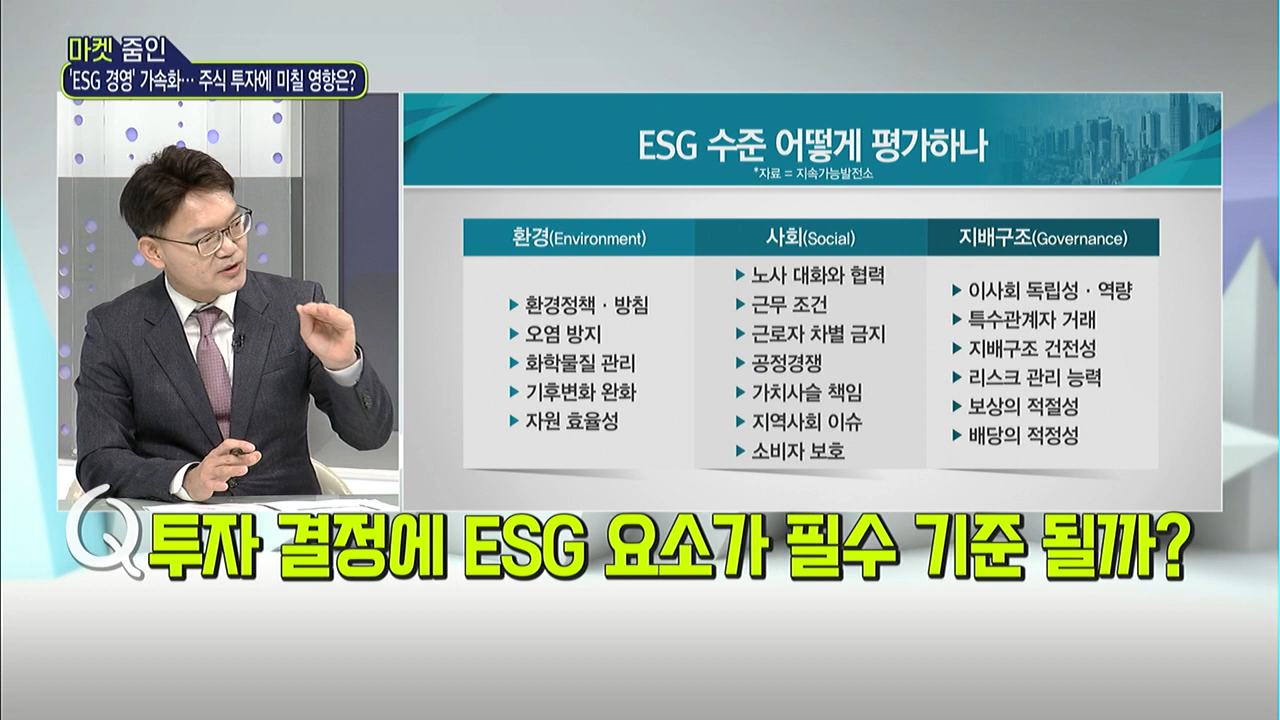 마켓 줌인
'ESG 경영' 가속화… 주식 투자에 미칠 영향은?
ESG 수준 어떻게 평가하나
*자료 = 지속가능발전소
환경(Environment)
▶ 환경정책 · 방침
▶ 오염 방지
▶ 화학물질 관리
▶ 기후변화 완화
▶ 자원 효율성
사회(Social)
▶ 노사 대화와 협력
▶ 근무 조건
▶ 근로자 차별 금지
▶ 공정경쟁
▶ 가치사슬 책임
▶ 지역사회 이슈
▶ 소비자 보호
지배구조(Governance)
▶ 이사회 독립성 · 역량
▶ 특수관계자 거래
▶ 지배구조 건전성
▶ 리스크 관리 능력
▶ 보상의 적절성
▶ 배당의 적정성
Q 투자 결정에 ESG 요소가 필수 기준 될까?